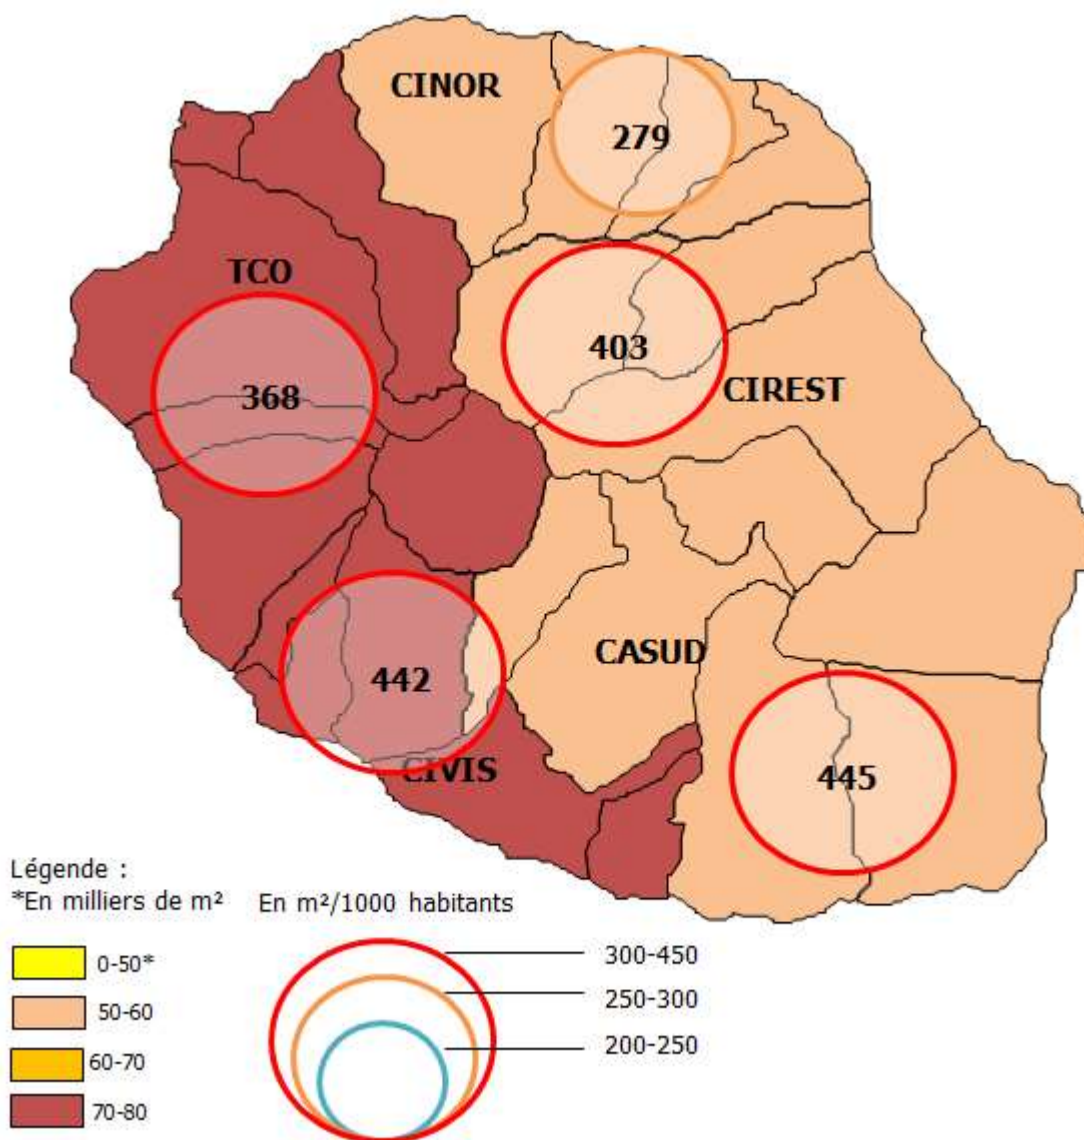 CINOR
279
TCO
403
CIREST
368
CASUD
442
CIVIS
445
Légende :
*En milliers de m²
En m²/1000 habitants
0-50*
50-60
60-70
70-80
300-450
250-300
200-250